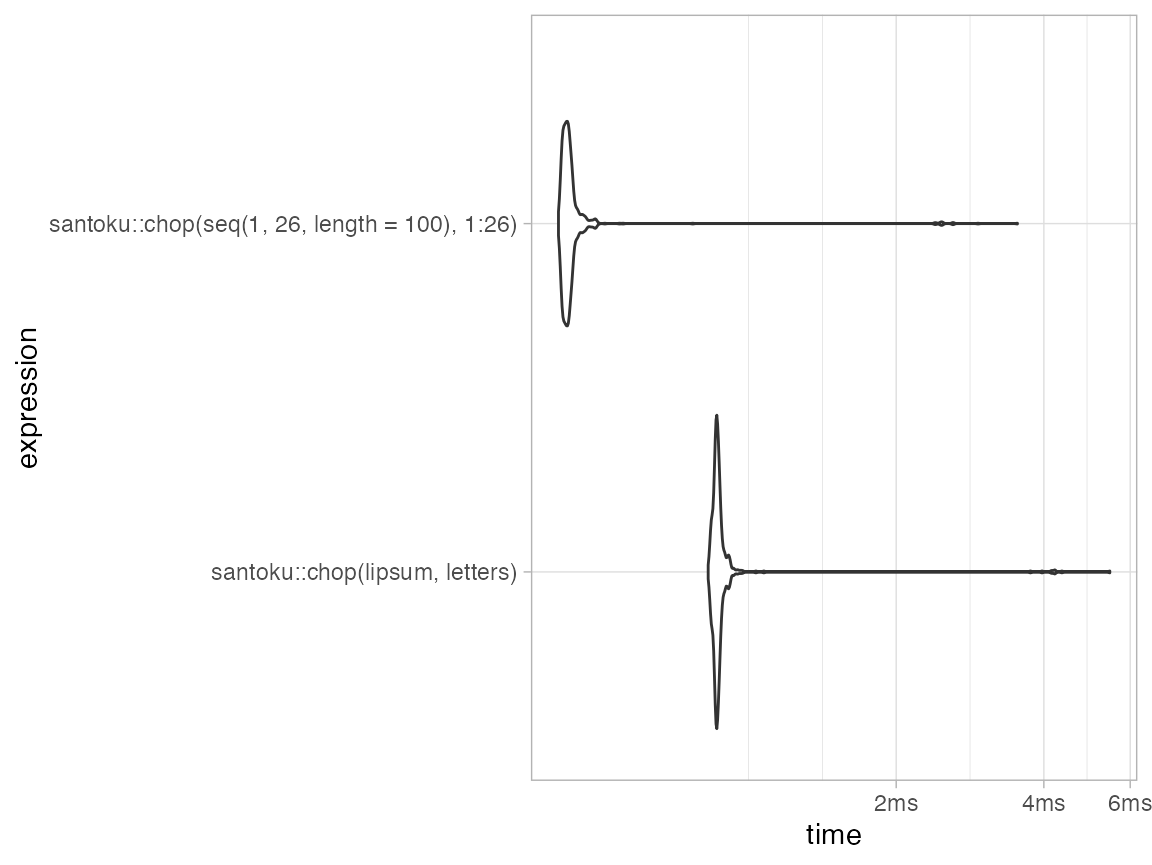 santoku::chop(seq(1, 26, length = 100), 1:26)
santoku::chop(lipsum, letters)
expression
2ms 4ms 6ms
time